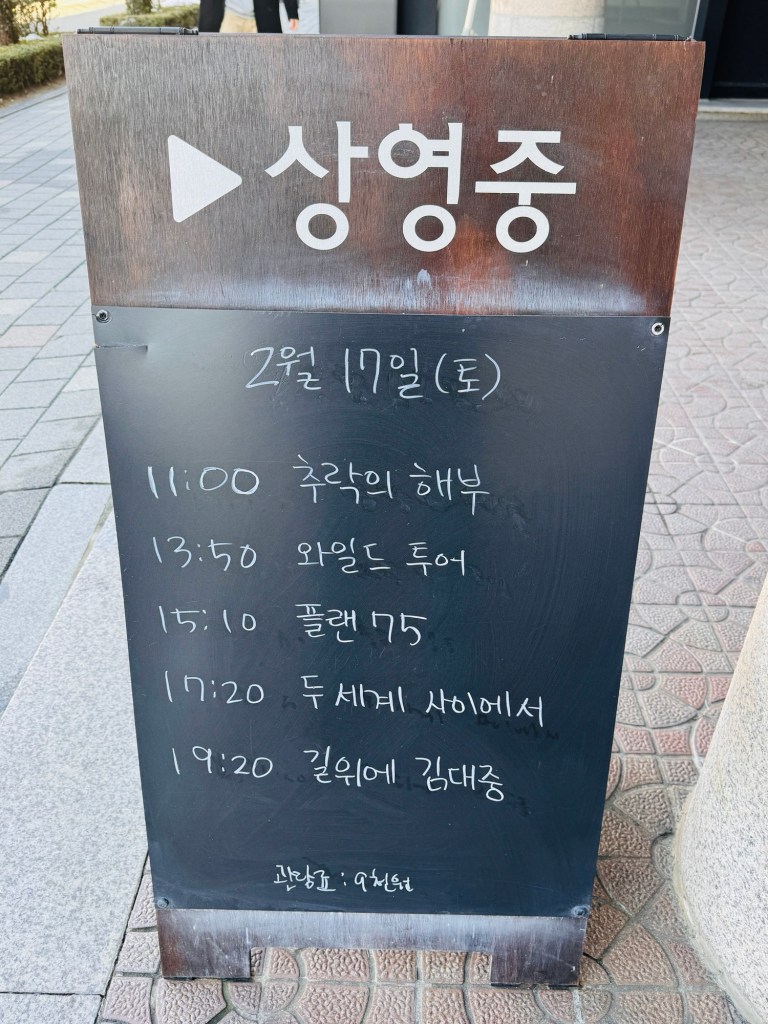 ▶상영중
2월 17일(토)
11:00 추락의 해부
13:50 와일드 투어
15:10 플랜 75
17:20 두 세계 사이에서
19:20 길위에 김대중
관람료 : 9천원